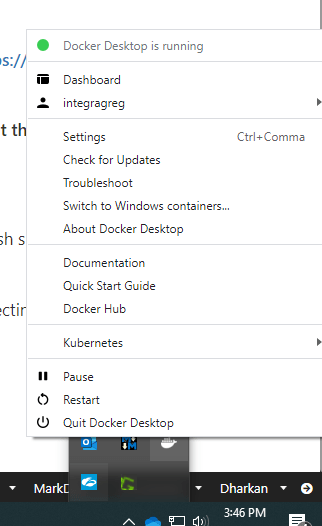 ps://
Docker Desktop is running
Dashboard
integragreg
t th
Settings Ctrl+Comma
Check for Updates
Troubleshoot
Switch to Windows containers...
About Docker Desktop
sh s
Documentation
Quick Start Guide
Docker Hub
ectin
Kubernetes
Pause
Restart
Quit Docker Desktop
MarkD
Dharkan
3:46 PM